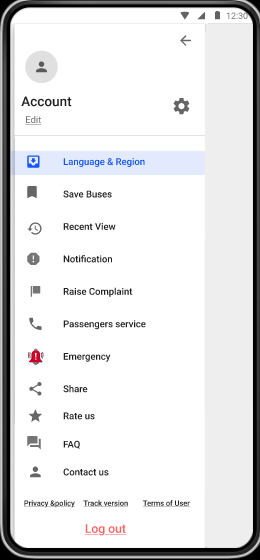 12:30
Account
Edit
Language & Region
Save Buses
Recent View
Notification
Raise Complaint
Passengers service
Emergency
Share
Rate us
FAQ
Contact us
Privacy &policy Track version Terms of User
Log out